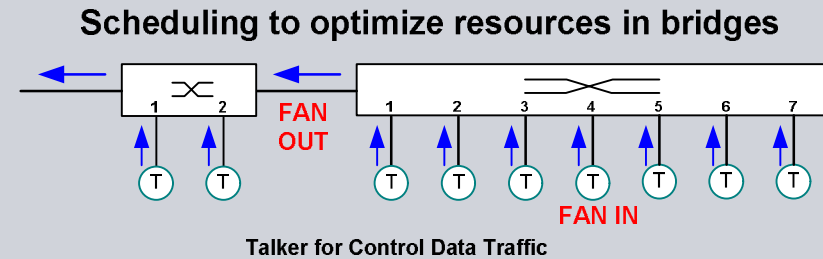 Scheduling to optimize resources in bridges
1 2
FAN
OUT
1 2 3 4 5 6 7
T T T T T T T T T
FAN IN
Talker for Control Data Traffic